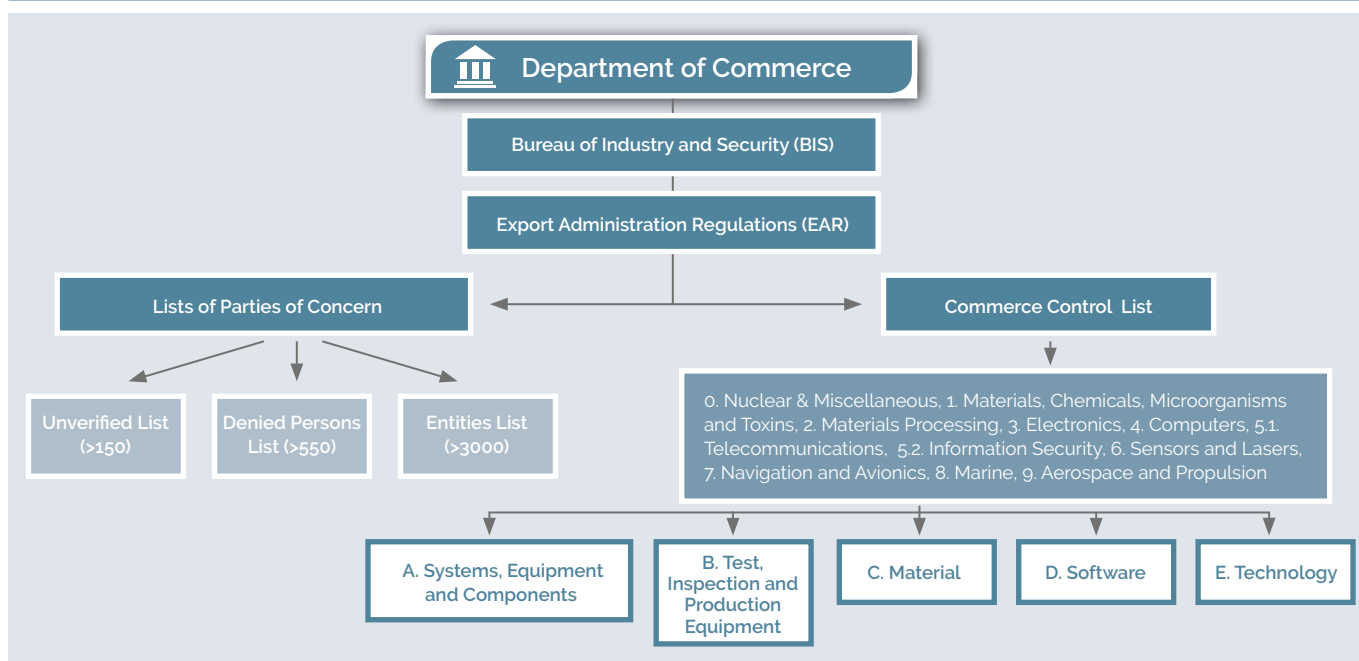 Department of Commerce
Bureau of Industry and Security (BIS)
Export Administration Regulations (EAR)
Lists of Parties of Concern
Commerce Control List
Unverified List
(>150)
Denied Persons
List (>550)
Entities List
(>3000)
0. Nuclear & Miscellaneous, 1. Materials, Chemicals, Microorganisms
and Toxins, 2. Materials Processing, 3. Electronics, 4. Computers, 5.1.
Telecommunications, 5.2. Information Security, 6. Sensors and Lasers,
7. Navigation and Avionics, 8. Marine, 9. Aerospace and Propulsion
A. Systems, Equipment
and Components
B. Test,
Inspection and
Production
Equipment
C. Material
D. Software
E. Technology